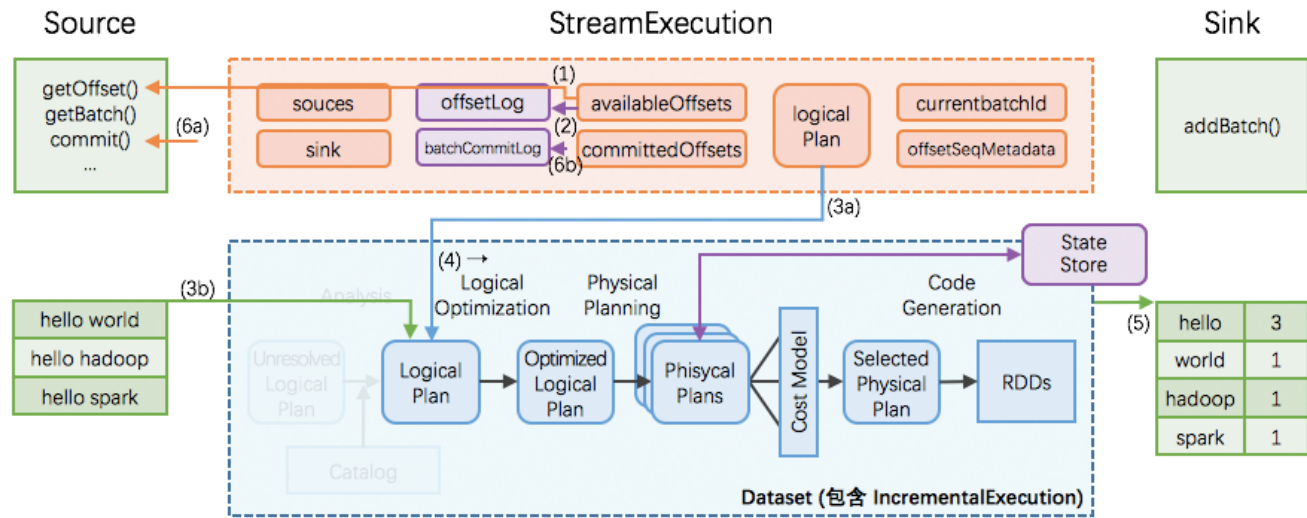 Source
StreamExecution
Sink
getOffset()
getBatch()
commit()
...
(6a)
(1)
souces
offsetLog
availableOffsets
(2)
sink
batchCommitLog
(6b)
committedOffsets
logical
Plan
currentbatchId
offsetSeqMetadata
addBatch()
(3a)
(3b)
hello world
hello hadoop
hello spark
(4) →
Analysis
Logical
Optimization
Physical
Planning
Code
Generation
State
Store
Unresolved
Logical
Plan
Catalog
Logical
Plan
Optimized
Logical
Plan
Phisycal
Plans
Cost Model
Selected
Physical
Plan
RDDs
Dataset (包含 IncrementalExecution)
(5)
hello 3
world 1
hadoop 1
spark 1